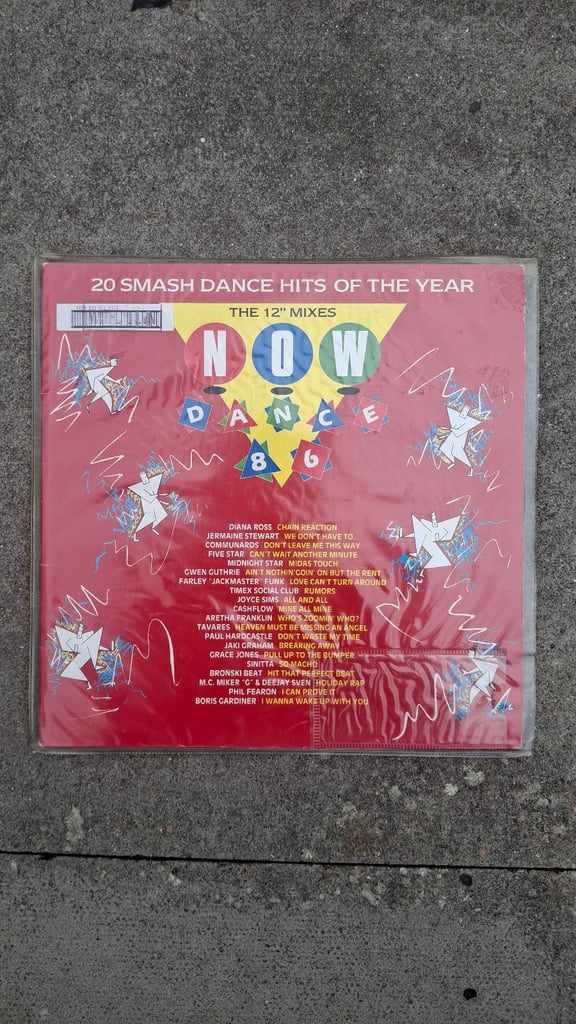 20 SMASH DANCE HITS OF THE YEAR
THE 12" MIXES
NOW
DANCE
86
DIANA ROSS CHAIN REACTION
JERMAINE STEWART WE DON'T HAVE TO..
COMMUNARDS DON'T LEAVE ME THIS WAY
FIVE STAR CAN'T WAIT ANOTHER MINUTE
MIDNIGHT STAR MIDAS TOUCH
GWEN GUTHRIE AIN'T NOTHIN' GOIN' ON BUT THE RENT
FARLEY "JACKMASTER" FUNK LOVE CAN'T TURN AROUND
TIMEX SOCIAL CLUB RUMORS
JOYCE SIMS ALL AND ALL
CASHFLOW MINE ALL MINE
ARETHA FRANKLIN WHO'S ZOOMIN' WHO?
TAVARES HEAVEN MUST BE MISSING AN ANGEL
PAUL HARDCASTLE DON'T WASTE MY TIME
JAKI GRAHAM BREAKING AWAY
GRACE JONES PULL UP TO THE BUMPER
SINITTA SO MACHO
BRONSKI BEAT HIT THAT PERFECT BEAT
M.C. MIKER "G" & DEEJAY SVEN HOLIDAY RAP
PHIL FEARON I CAN PROVE IT
BORIS GARDINER I WANNA WAKE UP WITH YOU